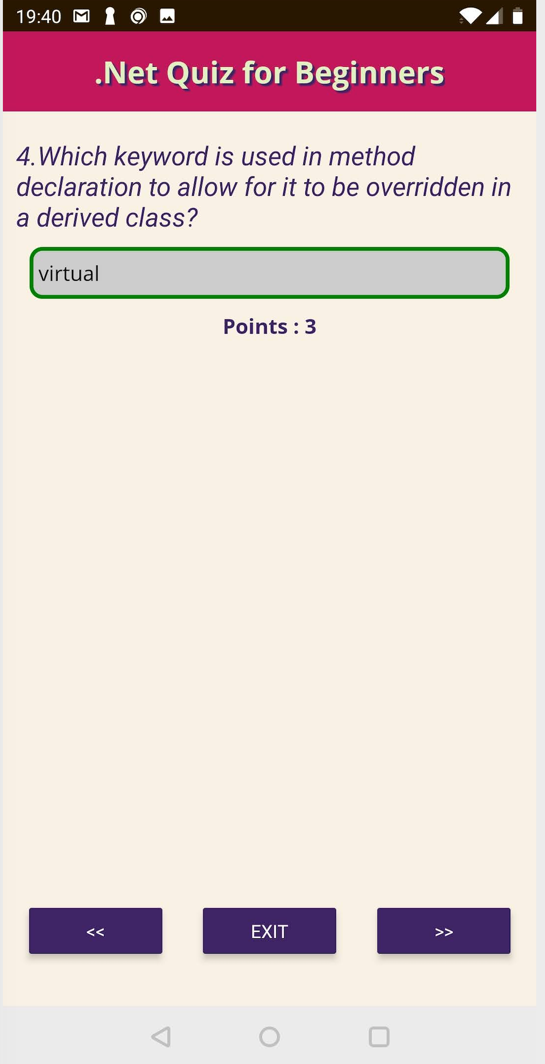 19:40
.Net Quiz for Beginners
4.Which keyword is used in method
declaration to allow for it to be overridden in
a derived class?
virtual
Points : 3
<< EXIT >>